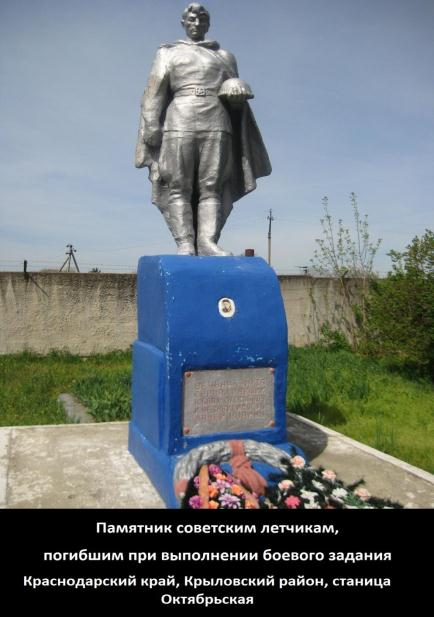 Памятник советским летчикам,
погибшим при выполнении боевого задания
Краснодарский край, Крыловский район, станица
Октябрьская